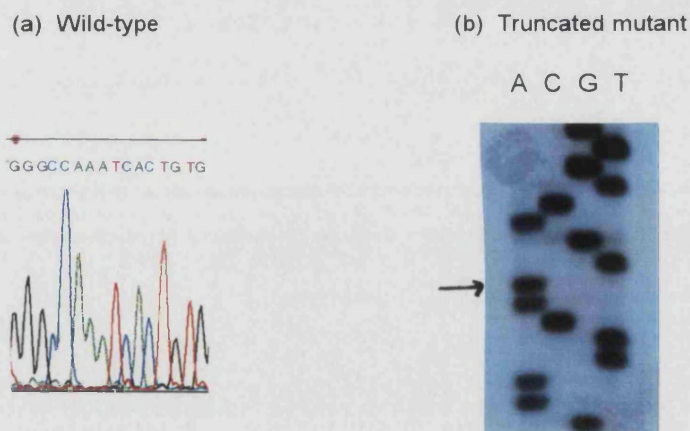 (a) Wild-type
(b) Truncated mutant
A C G T
GGGCCAAATCACTGTG